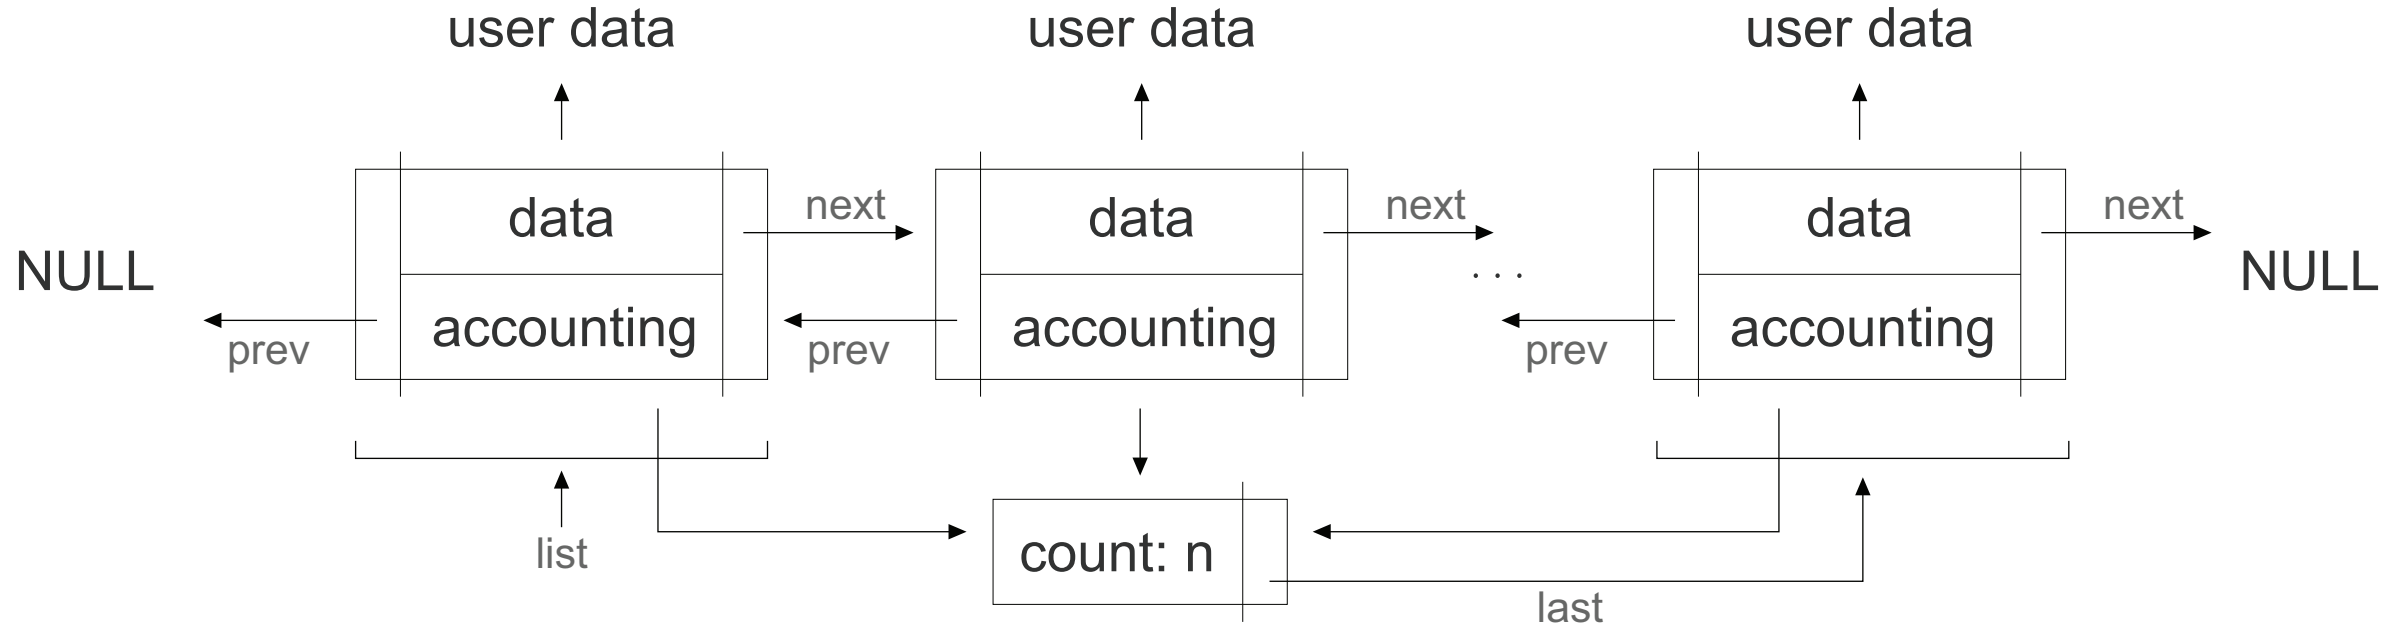 user data user data user data
data next data next data next
NULL . . . NULL
accounting accounting accounting
prev prev prev
list count: n
last